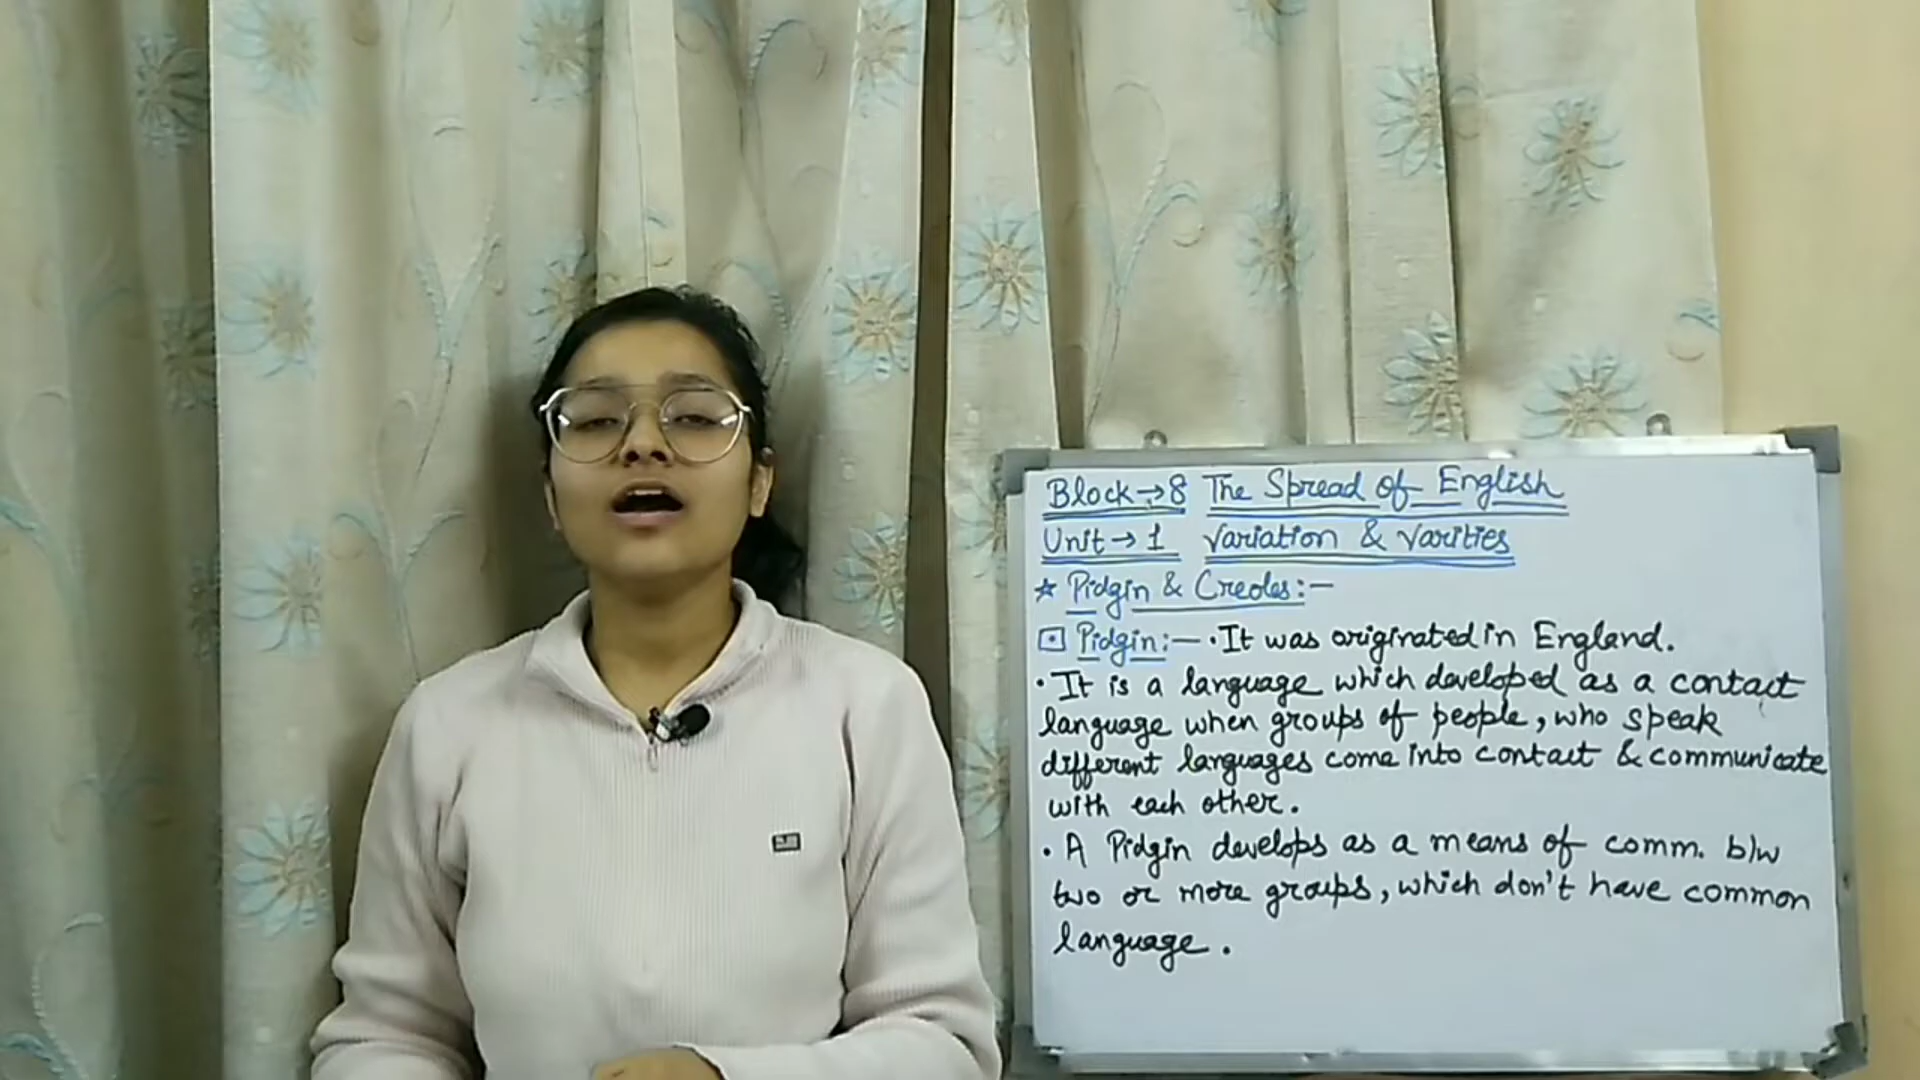 Block→8 The Spread of English
Unit→1 Variation & Varities
☆ Pidgin & Creoles:—
⊡ Pidgin:— • It was originated in England.
• It is a language which developed as a contact
language when groups of people, who speak
different languages come into contact & communicate
with each other.
• A Pidgin develops as a means of comm. b/w
two or more groups, which don't have common
language.